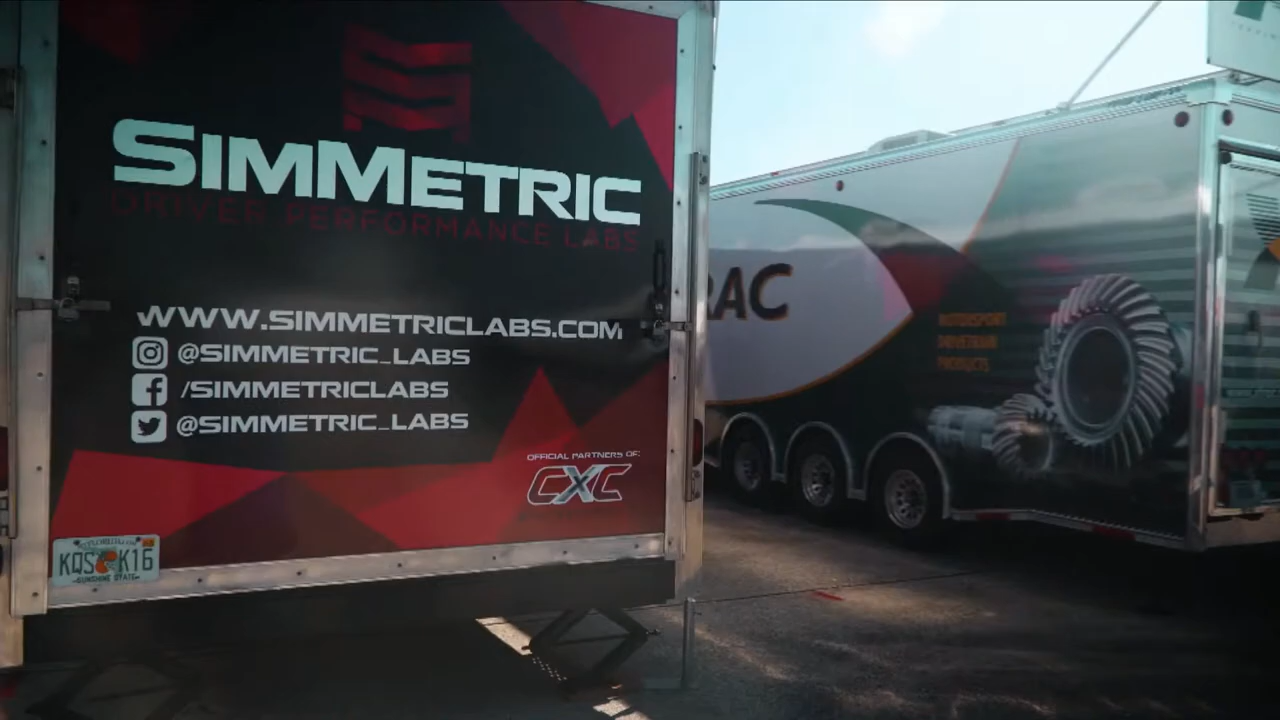 SIMMETRIC
DRIVER PERFORMANCE LABS
WWW.SIMMETRICLABS.COM
@SIMMETRIC_LABS
/SIMMETRICLABS
@SIMMETRIC_LABS
OFFICIAL PARTNERS OF:
CXC
KQS K16
SUNSHINE STATE
RAC
MOTORSPORT
DRIVETRAIN
PRODUCTS